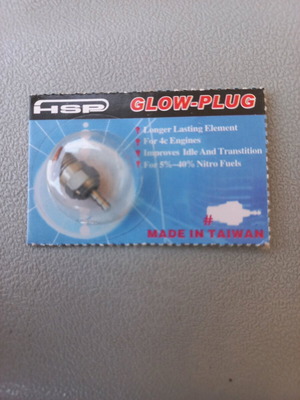 HSP
GLOW-PLUG
Longer Lasting Element
For 4c Engines
Improves Idle And Transtition
For 5%-40% Nitro Fuels
#
MADE IN TAIWAN